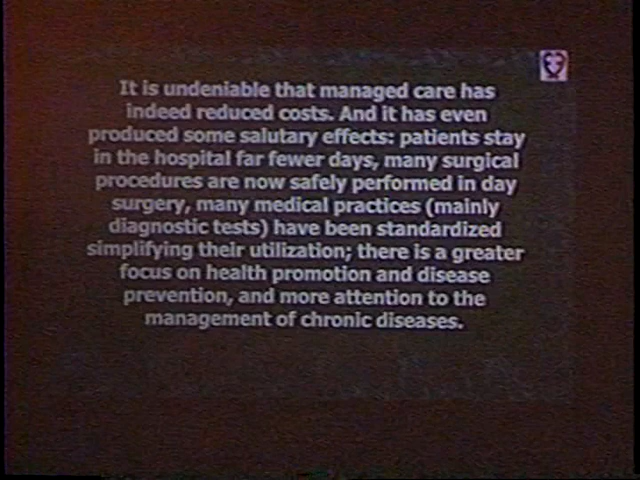 It is undeniable that managed care has
indeed reduced costs. And it has even
produced some salutary effects: patients stay
in the hospital far fewer days, many surgical
procedures are now safely performed in day
surgery, many medical practices (mainly
diagnostic tests) have been standardized
simplifying their utilization; there is a greater
focus on health promotion and disease
prevention, and more attention to the
management of chronic diseases.